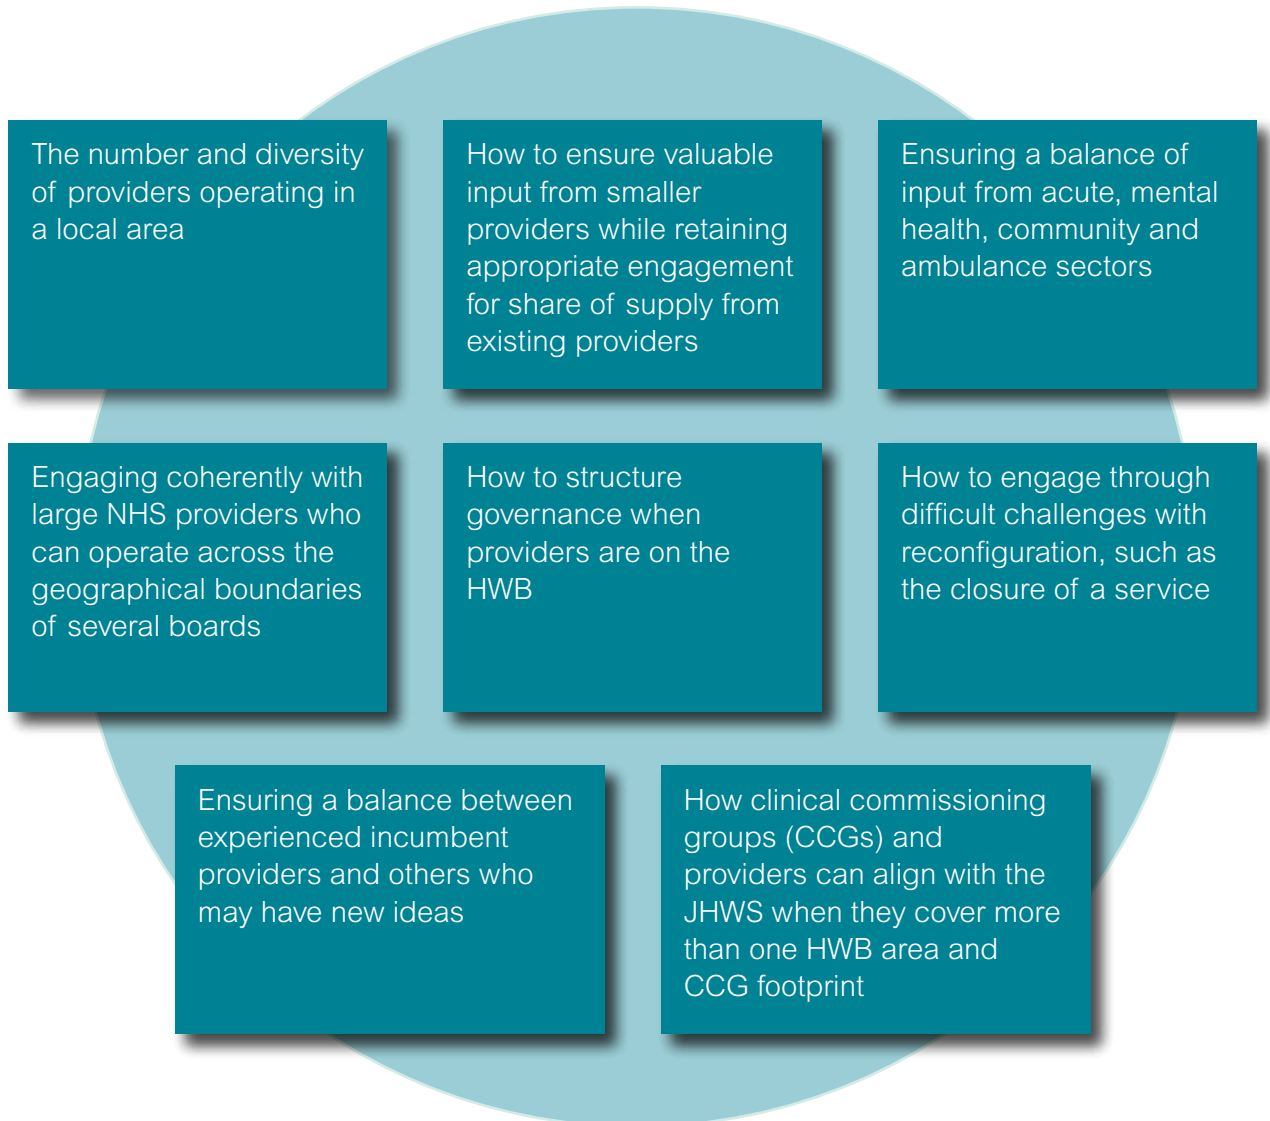 The number and diversity
of providers operating in
a local area
How to ensure valuable
input from smaller
providers while retaining
appropriate engagement
for share of supply from
existing providers
Ensuring a balance of
input from acute, mental
health, community and
ambulance sectors
Engaging coherently with
large NHS providers who
can operate across the
geographical boundaries
of several boards
How to structure
governance when
providers are on the
HWB
How to engage through
difficult challenges with
reconfiguration, such as
the closure of a service
Ensuring a balance between
experienced incumbent
providers and others who
may have new ideas
How clinical commissioning
groups (CCGs) and
providers can align with the
JHWS when they cover more
than one HWB area and
CCG footprint